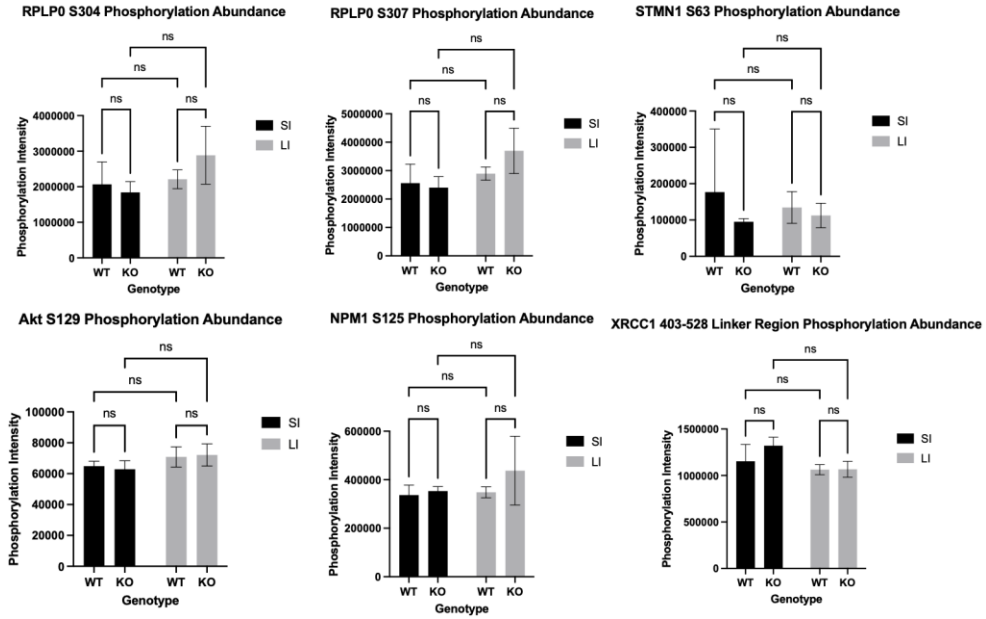 RPLP0 S304 Phosphorylation Abundance
ns
ns
ns
ns
Phosphorylation Intensity
4000000
3000000
2000000
1000000
0
WT KO WT KO
Genotype
SI
LI
RPLP0 S307 Phosphorylation Abundance
ns
ns
ns
ns
Phosphorylation Intensity
5000000
4000000
3000000
2000000
1000000
0
WT KO WT KO
Genotype
SI
LI
STMN1 S63 Phosphorylation Abundance
ns
ns
ns
ns
Phosphorylation Intensity
400000
300000
200000
100000
0
WT KO WT KO
Genotype
SI
LI
Akt S129 Phosphorylation Abundance
ns
ns
ns
ns
Phosphorylation Intensity
100000
80000
60000
40000
20000
0
WT KO WT KO
Genotype
SI
LI
NPM1 S125 Phosphorylation Abundance
ns
ns
ns
ns
Phosphorylation Intensity
600000
400000
200000
0
WT KO WT KO
Genotype
SI
LI
XRCC1 403-528 Linker Region Phosphorylation Abundance
ns
ns
ns
ns
Phosphorylation Intensity
1500000
1000000
500000
0
WT KO WT KO
Genotype
SI
LI